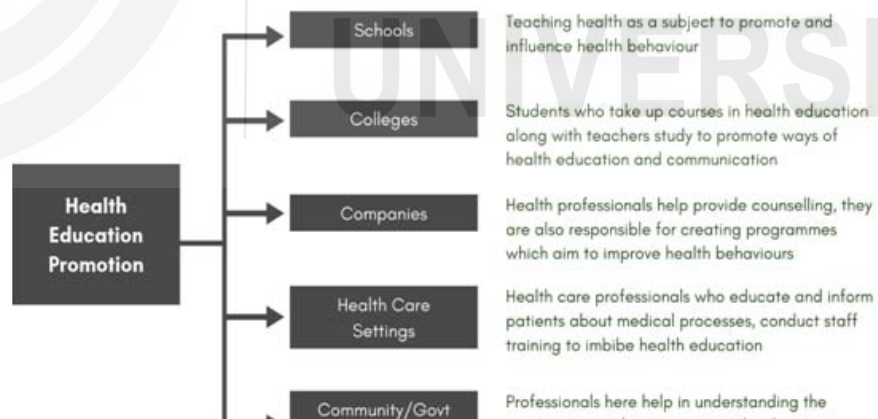 UNIVERSI
Health
Education
Promotion
Schools
Teaching health as a subject to promote and
influence health behaviour
Colleges
Students who take up courses in health education
along with teachers study to promote ways of
health education and communication
Companies
Health professionals help provide counselling, they
are also responsible for creating programmes
which aim to improve health behaviours
Health Care
Settings
Health care professionals who educate and inform
patients about medical processes, conduct staff
training to imbibe health education
Community/Govt
Professionals here help in understanding the